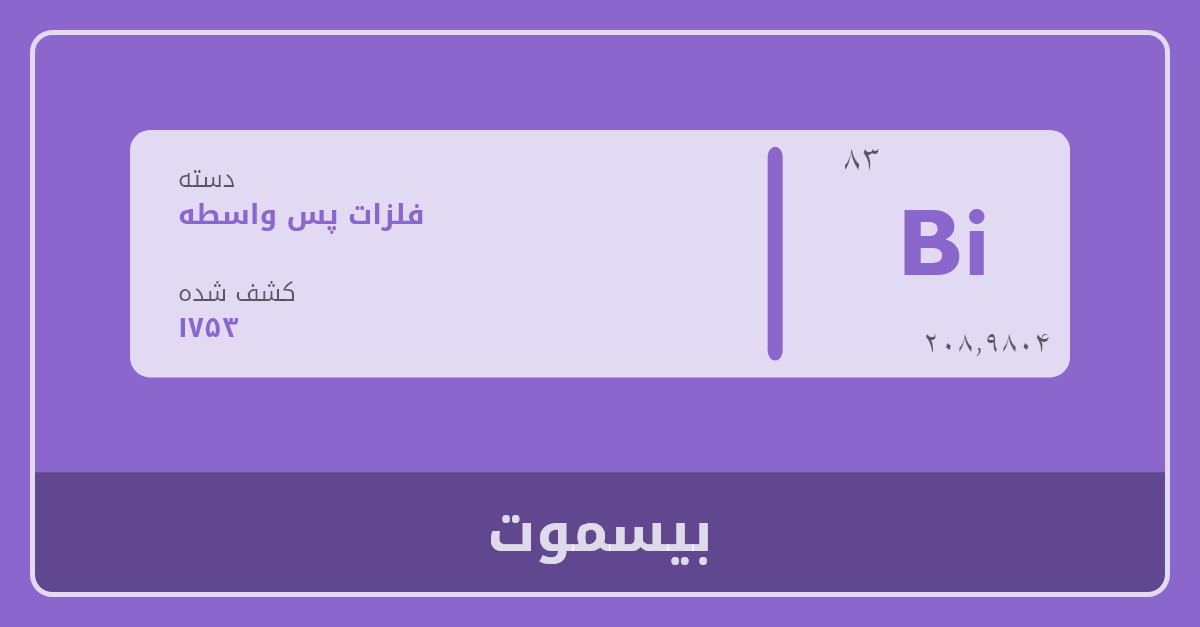 ۸۳
Bi
۲۰۸,۹۸۰۴
دسته
فلزات پس واسطه
کشف شده
۱۷۵۳
بیسموت